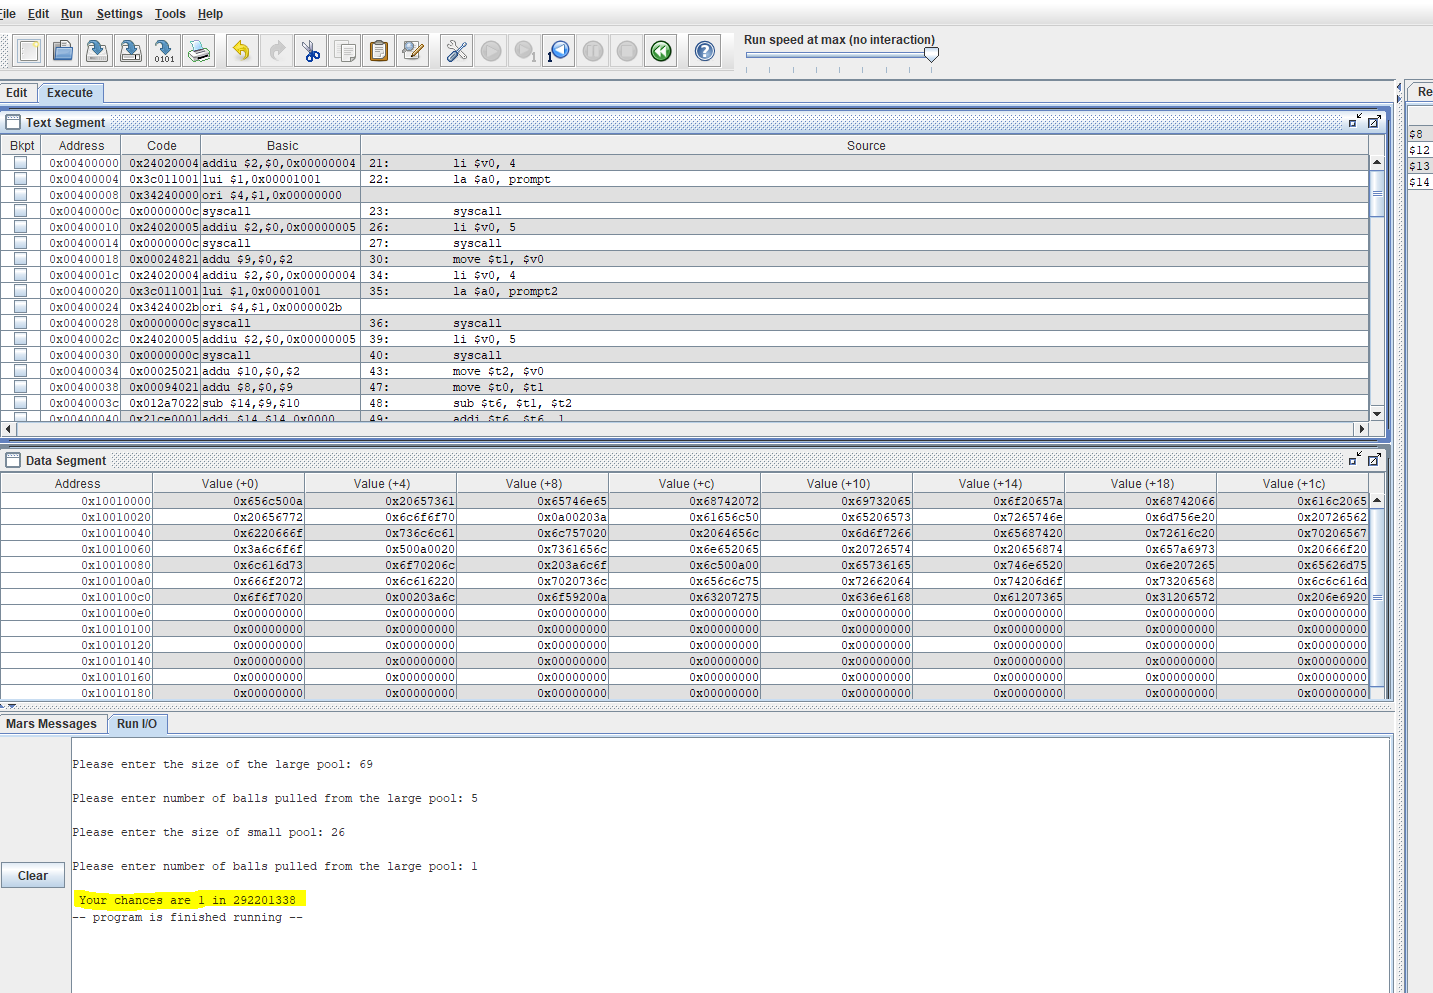 File Edit Run Settings Tools Help
Run speed at max (no interaction)
0101
1
1
Edit Execute
Text Segment
Bkpt Address Code Basic Source
0x00400000 0x24020004 addiu $2,$0,0x00000004 21: li $v0, 4
0x00400004 0x3c011001 lui $1,0x00001001 22: la $a0, prompt
0x00400008 0x34240000 ori $4,$1,0x00000000
0x0040000c 0x0000000c syscall 23: syscall
0x00400010 0x24020005 addiu $2,$0,0x00000005 26: li $v0, 5
0x00400014 0x0000000c syscall 27: syscall
0x00400018 0x00024821 addu $9,$0,$2 30: move $t1, $v0
0x0040001c 0x24020004 addiu $2,$0,0x00000004 34: li $v0, 4
0x00400020 0x3c011001 lui $1,0x00001001 35: la $a0, prompt2
0x00400024 0x3424002b ori $4,$1,0x0000002b
0x00400028 0x0000000c syscall 36: syscall
0x0040002c 0x24020005 addiu $2,$0,0x00000005 39: li $v0, 5
0x00400030 0x0000000c syscall 40: syscall
0x00400034 0x00025021 addu $10,$0,$2 43: move $t2, $v0
0x00400038 0x00094021 addu $8,$0,$9 47: move $t0, $t1
0x0040003c 0x012a7022 sub $14,$9,$10 48: sub $t6, $t1, $t2
0x00400040 0x21ce0001 addi $14,$14,0x0000 49: addi $t6, $t6, 1
Re
$8
$12
$13
$14
Data Segment
Address Value (+0) Value (+4) Value (+8) Value (+c) Value (+10) Value (+14) Value (+18) Value (+1c)
0x10010000 0x656c500a 0x20657361 0x65746e65 0x68742072 0x69732065 0x6f20657a 0x68742066 0x616c2065
0x10010020 0x20656772 0x6c6f6f70 0x0a00203a 0x61656c50 0x65206573 0x7265746e 0x6d756e20 0x20726562
0x10010040 0x6220666f 0x736c6c61 0x6c757020 0x2064656c 0x6d6f7266 0x65687420 0x72616c20 0x70206567
0x10010060 0x3a6c6f6f 0x500a0020 0x7361656c 0x6e652065 0x20726574 0x20656874 0x657a6973 0x20666f20
0x10010080 0x6c616d73 0x6f70206c 0x203a6c6f 0x6c500a00 0x65736165 0x746e6520 0x6e207265 0x65626d75
0x100100a0 0x666f2072 0x6c616220 0x7020736c 0x656c6c75 0x72662064 0x74206d6f 0x73206568 0x6c6c616d
0x100100c0 0x6f6f7020 0x00203a6c 0x6f59200a 0x63207275 0x636e6168 0x61207365 0x31206572 0x206e6920
0x100100e0 0x00000000 0x00000000 0x00000000 0x00000000 0x00000000 0x00000000 0x00000000 0x00000000
0x10010100 0x00000000 0x00000000 0x00000000 0x00000000 0x00000000 0x00000000 0x00000000 0x00000000
0x10010120 0x00000000 0x00000000 0x00000000 0x00000000 0x00000000 0x00000000 0x00000000 0x00000000
0x10010140 0x00000000 0x00000000 0x00000000 0x00000000 0x00000000 0x00000000 0x00000000 0x00000000
0x10010160 0x00000000 0x00000000 0x00000000 0x00000000 0x00000000 0x00000000 0x00000000 0x00000000
0x10010180 0x00000000 0x00000000 0x00000000 0x00000000 0x00000000 0x00000000 0x00000000 0x00000000
Mars Messages Run I/O
Clear
Please enter the size of the large pool: 69
Please enter number of balls pulled from the large pool: 5
Please enter the size of small pool: 26
Please enter number of balls pulled from the large pool: 1
Your chances are 1 in 292201338
-- program is finished running --